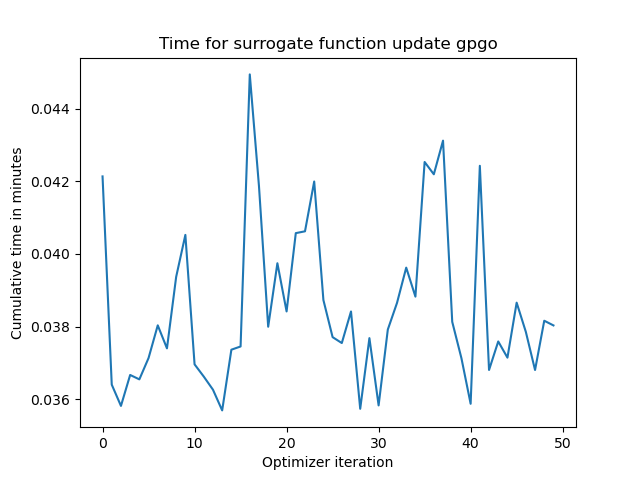 Time for surrogate function update gpgo
Cumulative time in minutes
0.044
0.042
0.040
0.038
0.036
0 10 20 30 40 50
Optimizer iteration